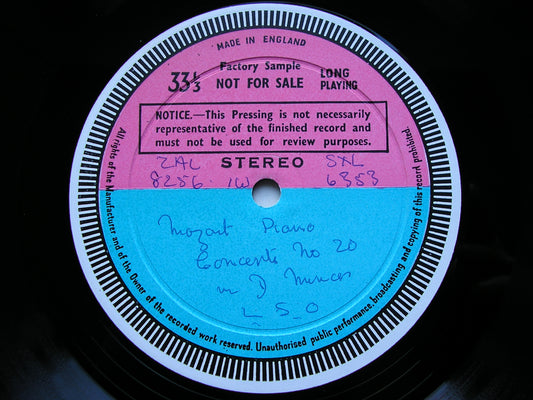 MADE IN ENGLAND
Factory Sample
33 1/3 NOT FOR SALE LONG PLAYING
NOTICE.—This Pressing is not necessarily
representative of the finished record and
must not be used for review purposes.
ZAL STEREO SXL
8256. 1W 6353
Mozart Piano
Concerto No 20
in D Minor
L S O
All rights of the Manufacturer and of the Owner of the recorded work reserved. Unauthorised public performance, broadcasting and copying of this record prohibited.